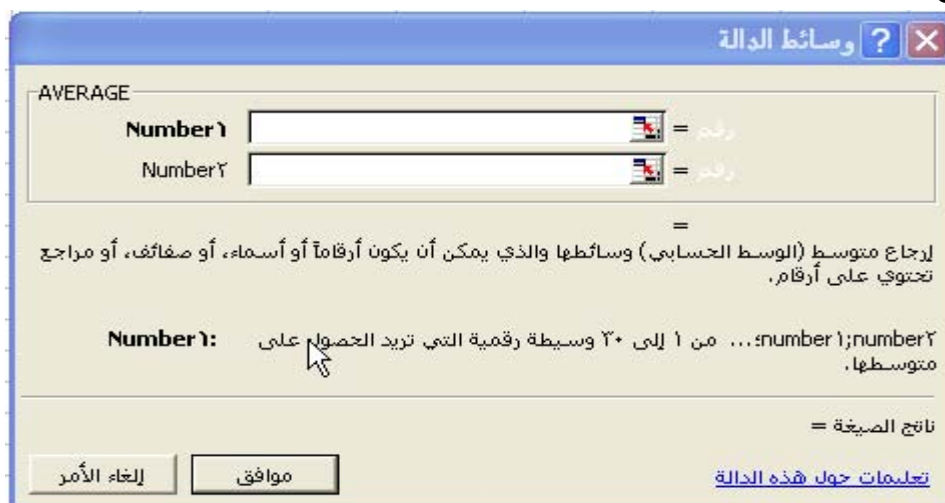 وسائط الدالة
AVERAGE
Number١
= رقم
Number٢
= رقم
=
إرجاع متوسط (الوسط الحسابي) وسائطها والذي يمكن أن يكون أرقاماً أو أسماء، أو صفائف، أو مراجع
تحتوي على أرقام.
Number١: number١;number٢;... من ١ إلى ٣٠ وسيطة رقمية التي تريد الحصول على
متوسطها.
ناتج الصيغة =
تعليمات حول هذه الدالة
موافق
إلغاء الأمر